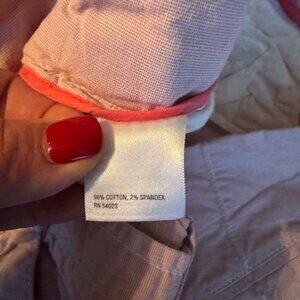 98% COTTON, 2% SPANDEX
RN 54023